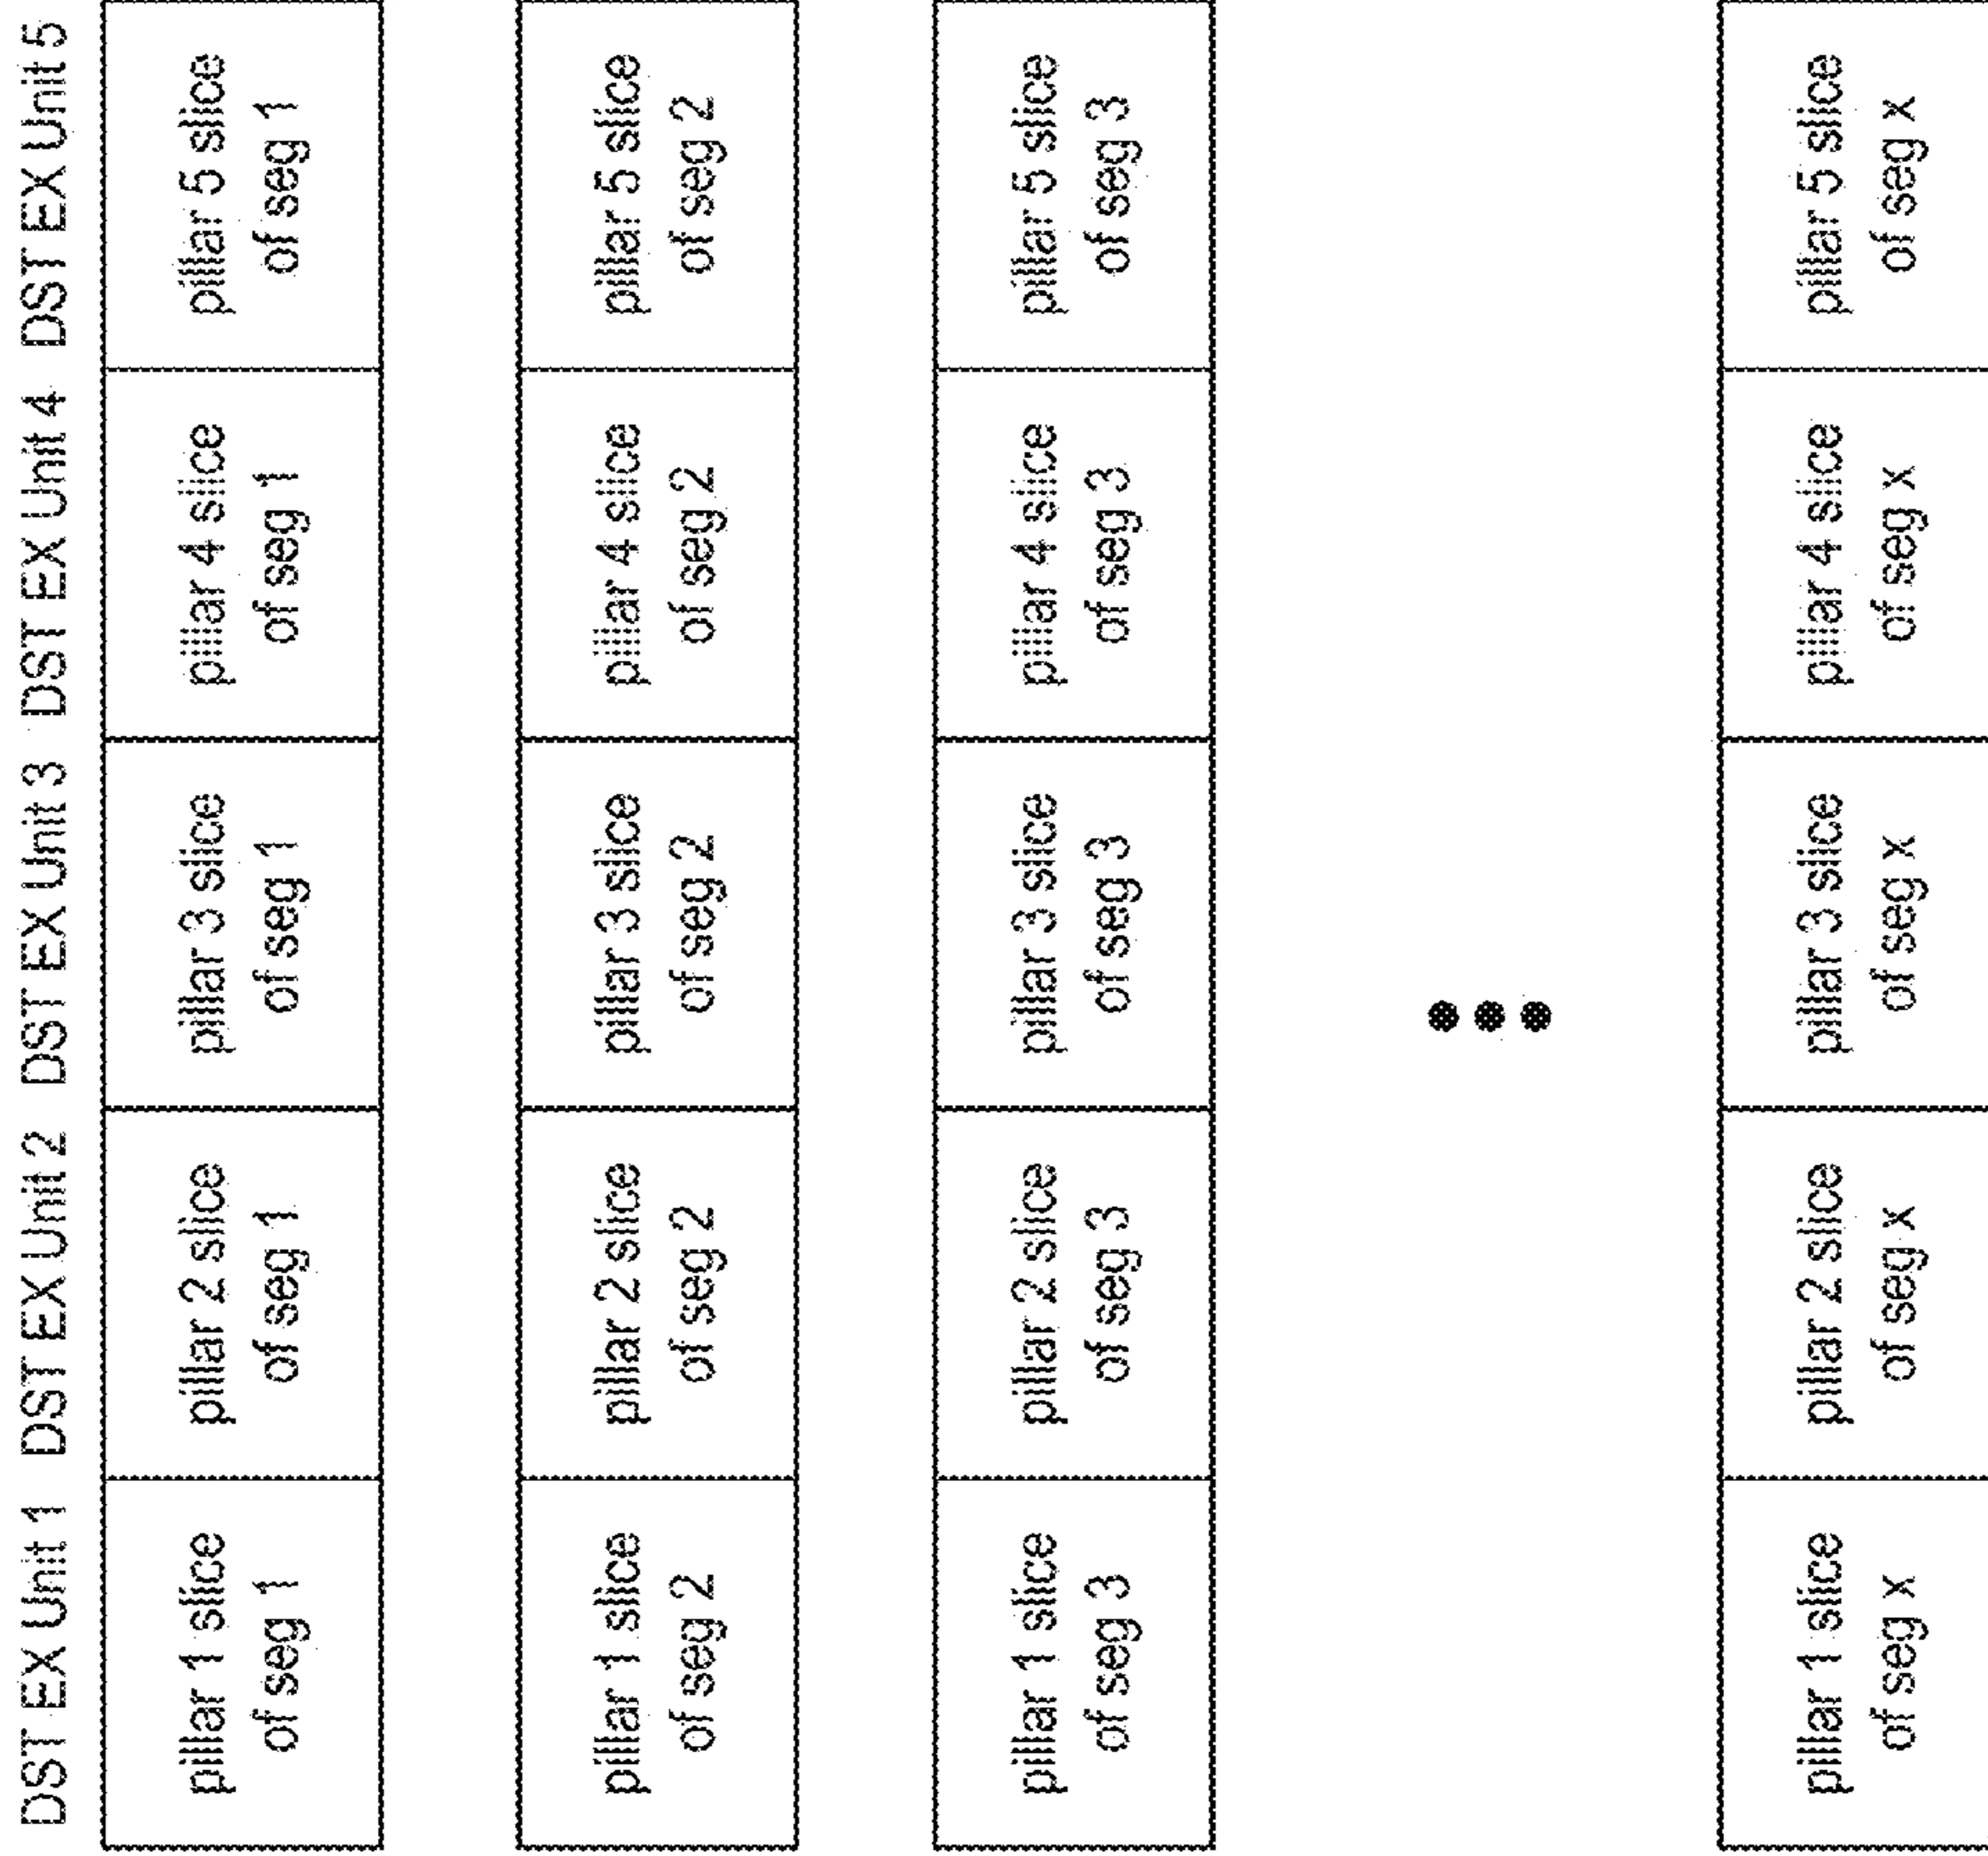 DST EX Unit 1 DST EX Unit 2 DST EX Unit 3 DST EX Unit 4 DST EX Unit 5
pillar 1 slice
of seg 1
pillar 2 slice
of seg 1
pillar 3 slice
of seg 1
pillar 4 slice
of seg 1
pillar 5 slice
of seg 1
pillar 1 slice
of seg 2
pillar 2 slice
of seg 2
pillar 3 slice
of seg 2
pillar 4 slice
of seg 2
pillar 5 slice
of seg 2
pillar 1 slice
of seg 3
pillar 2 slice
of seg 3
pillar 3 slice
of seg 3
pillar 4 slice
of seg 3
pillar 5 slice
of seg 3
pillar 1 slice
of seg x
pillar 2 slice
of seg x
pillar 3 slice
of seg x
pillar 4 slice
of seg x
pillar 5 slice
of seg x